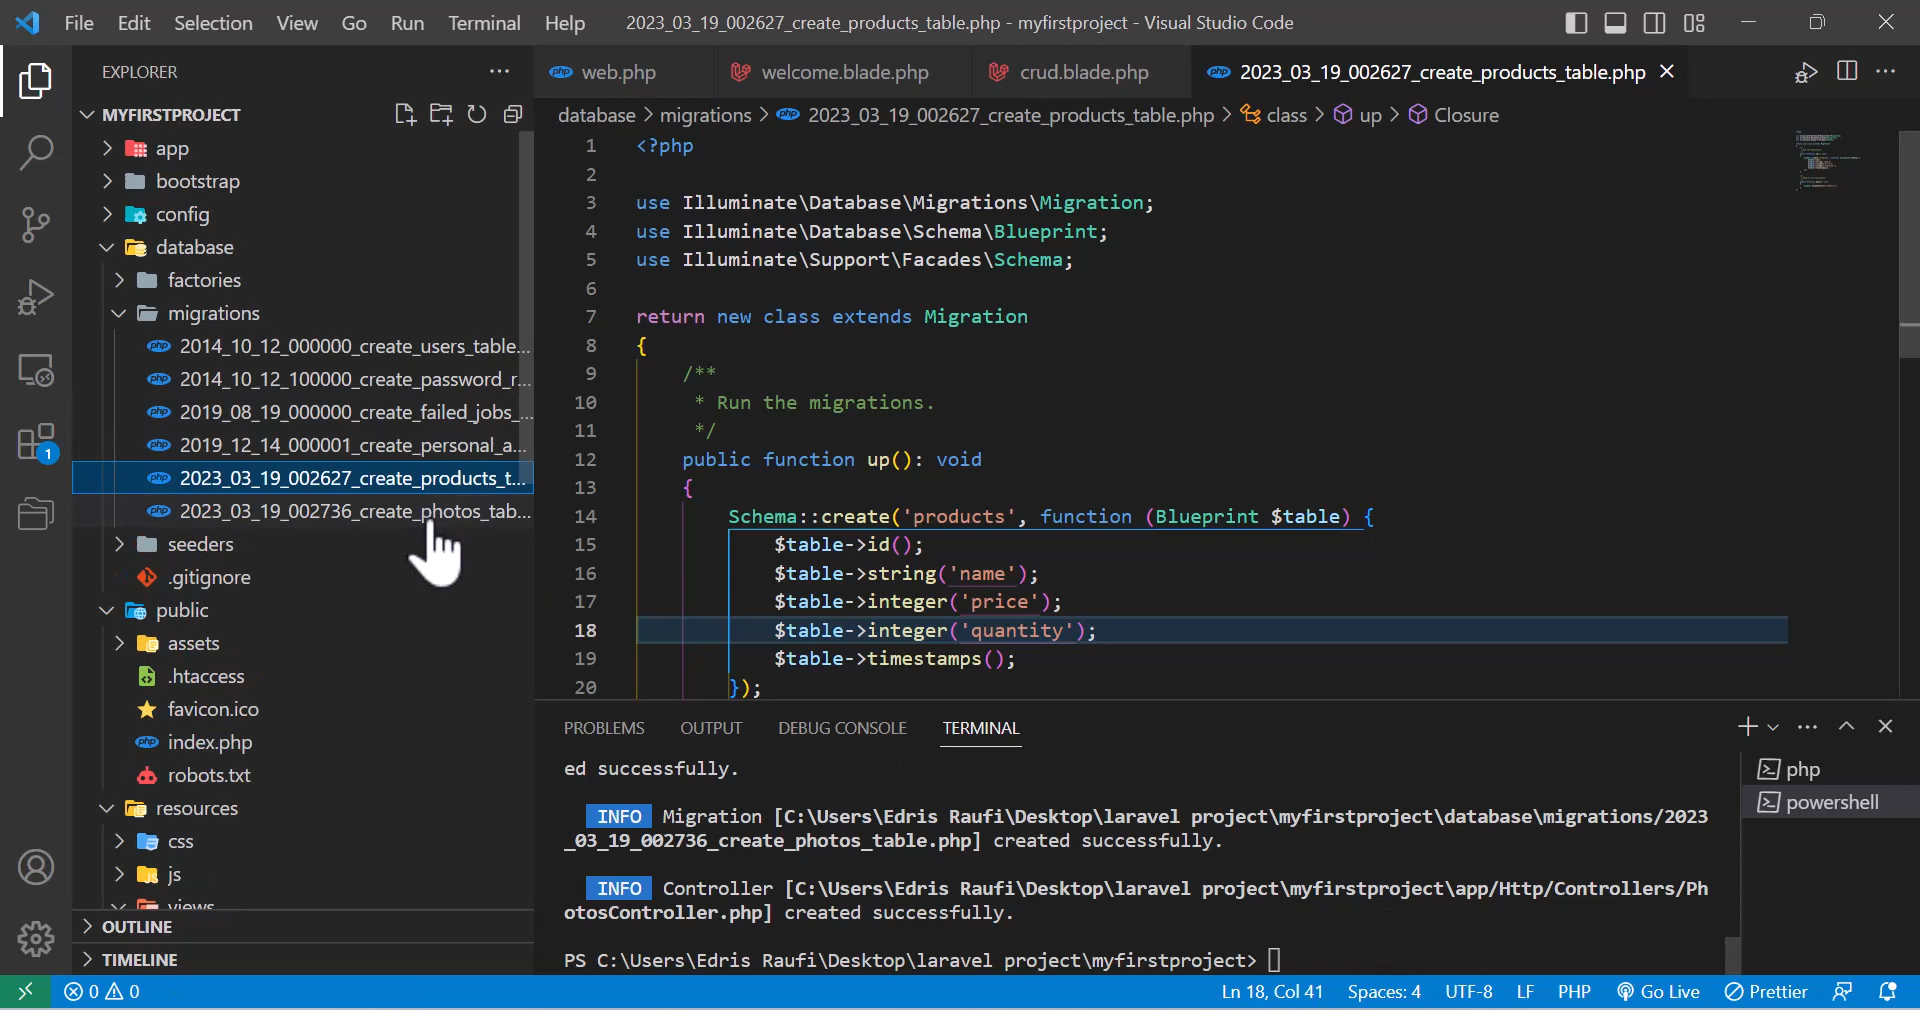 File Edit Selection View Go Run Terminal Help 2023_03_19_002627_create_products_table.php - myfirstproject - Visual Studio Code
EXPLORER
MYFIRSTPROJECT
app
bootstrap
config
database
factories
migrations
2014_10_12_000000_create_users_table...
2014_10_12_100000_create_password_r...
2019_08_19_000000_create_failed_jobs_...
2019_12_14_000001_create_personal_a...
2023_03_19_002627_create_products_t...
2023_03_19_002736_create_photos_tab...
seeders
.gitignore
public
assets
.htaccess
favicon.ico
index.php
robots.txt
resources
css
js
views
OUTLINE
TIMELINE
1
web.php welcome.blade.php crud.blade.php 2023_03_19_002627_create_products_table.php
database > migrations > 2023_03_19_002627_create_products_table.php > class > up > Closure
1 <?php
2
3 use Illuminate\Database\Migrations\Migration;
4 use Illuminate\Database\Schema\Blueprint;
5 use Illuminate\Support\Facades\Schema;
6
7 return new class extends Migration
8 {
9 /**
10 * Run the migrations.
11 */
12 public function up(): void
13 {
14 Schema::create('products', function (Blueprint $table) {
15 $table->id();
16 $table->string('name');
17 $table->integer('price');
18 $table->integer('quantity');
19 $table->timestamps();
20 });
PROBLEMS OUTPUT DEBUG CONSOLE TERMINAL
ed successfully.
INFO Migration [C:\Users\Edris Raufi\Desktop\laravel project\myfirstproject\database\migrations/2023
_03_19_002736_create_photos_table.php] created successfully.
INFO Controller [C:\Users\Edris Raufi\Desktop\laravel project\myfirstproject\app/Http/Controllers/Ph
otosController.php] created successfully.
PS C:\Users\Edris Raufi\Desktop\laravel project\myfirstproject>
php
powershell
0 0 Ln 18, Col 41 Spaces: 4 UTF-8 LF PHP Go Live Prettier